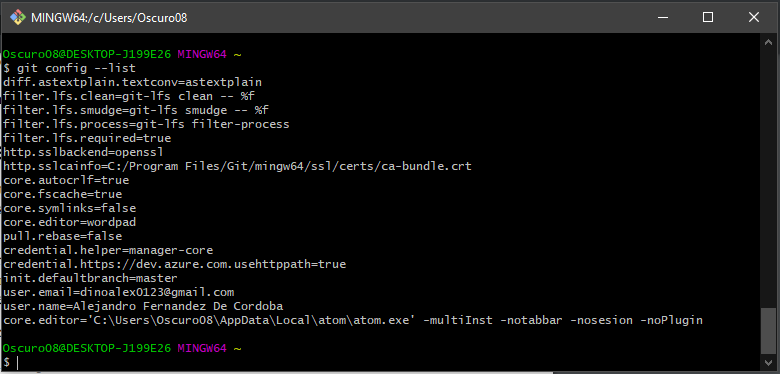 MINGW64:/c/Users/Oscuro08
Oscuro08@DESKTOP-J199E26 MINGW64 ~
$ git config --list
diff.astextplain.textconv=astextplain
filter.lfs.clean=git-lfs clean -- %f
filter.lfs.smudge=git-lfs smudge -- %f
filter.lfs.process=git-lfs filter-process
filter.lfs.required=true
http.sslbackend=openssl
http.sslcainfo=C:/Program Files/Git/mingw64/ssl/certs/ca-bundle.crt
core.autocrlf=true
core.fscache=true
core.symlinks=false
core.editor=wordpad
pull.rebase=false
credential.helper=manager-core
credential.https://dev.azure.com.usehttppath=true
init.defaultbranch=master
user.email=dinoalex0123@gmail.com
user.name=Alejandro Fernandez De Cordoba
core.editor='C:\Users\Oscuro08\AppData\Local\atom\atom.exe' -multiInst -notabbar -nosesion -noPlugin
Oscuro08@DESKTOP-J199E26 MINGW64 ~
$